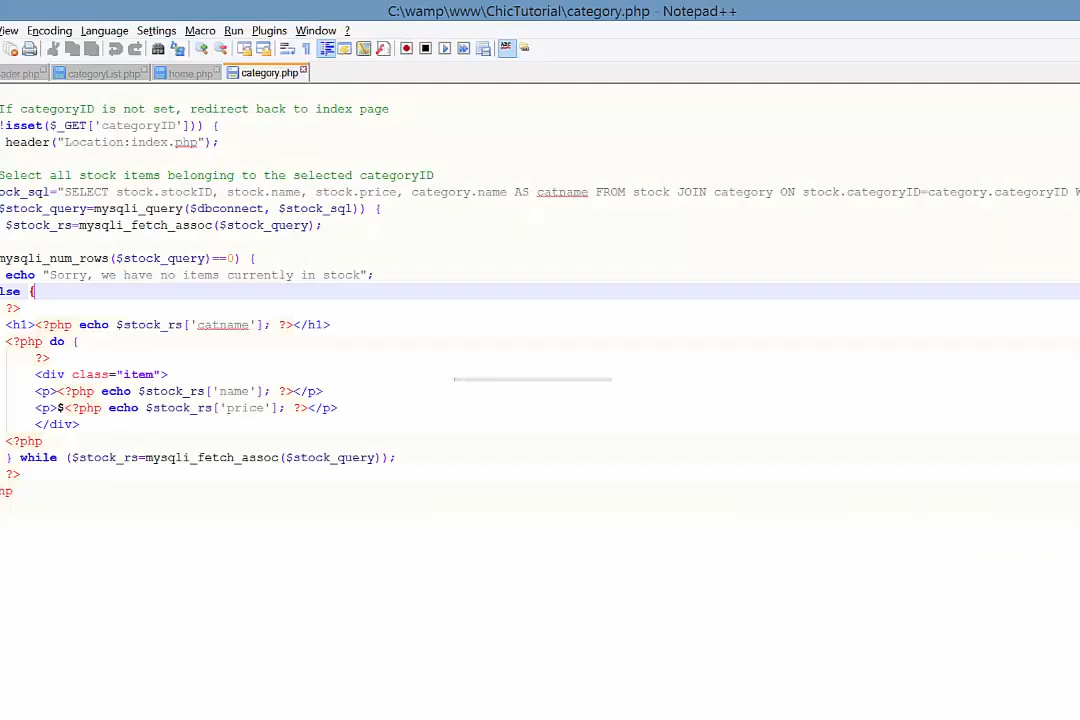 C:\wamp\www\ChicTutorial\category.php - Notepad++
View Encoding Language Settings Macro Run Plugins Window ?
ader.php categoryList.php home.php category.php
If categoryID is not set, redirect back to index page
!isset($_GET['categoryID'])) {
header("Location:index.php");
Select all stock items belonging to the selected categoryID
ock_sql="SELECT stock.stockID, stock.name, stock.price, category.name AS catname FROM stock JOIN category ON stock.categoryID=category.categoryID W
$stock_query=mysqli_query($dbconnect, $stock_sql)) {
$stock_rs=mysqli_fetch_assoc($stock_query);
mysqli_num_rows($stock_query)==0) {
echo "Sorry, we have no items currently in stock";
lse {
?>
<h1><?php echo $stock_rs['catname']; ?></h1>
<?php do {
?>
<div class="item">
<p><?php echo $stock_rs['name']; ?></p>
<p>$<?php echo $stock_rs['price']; ?></p>
</div>
<?php
} while ($stock_rs=mysqli_fetch_assoc($stock_query));
?>
hp